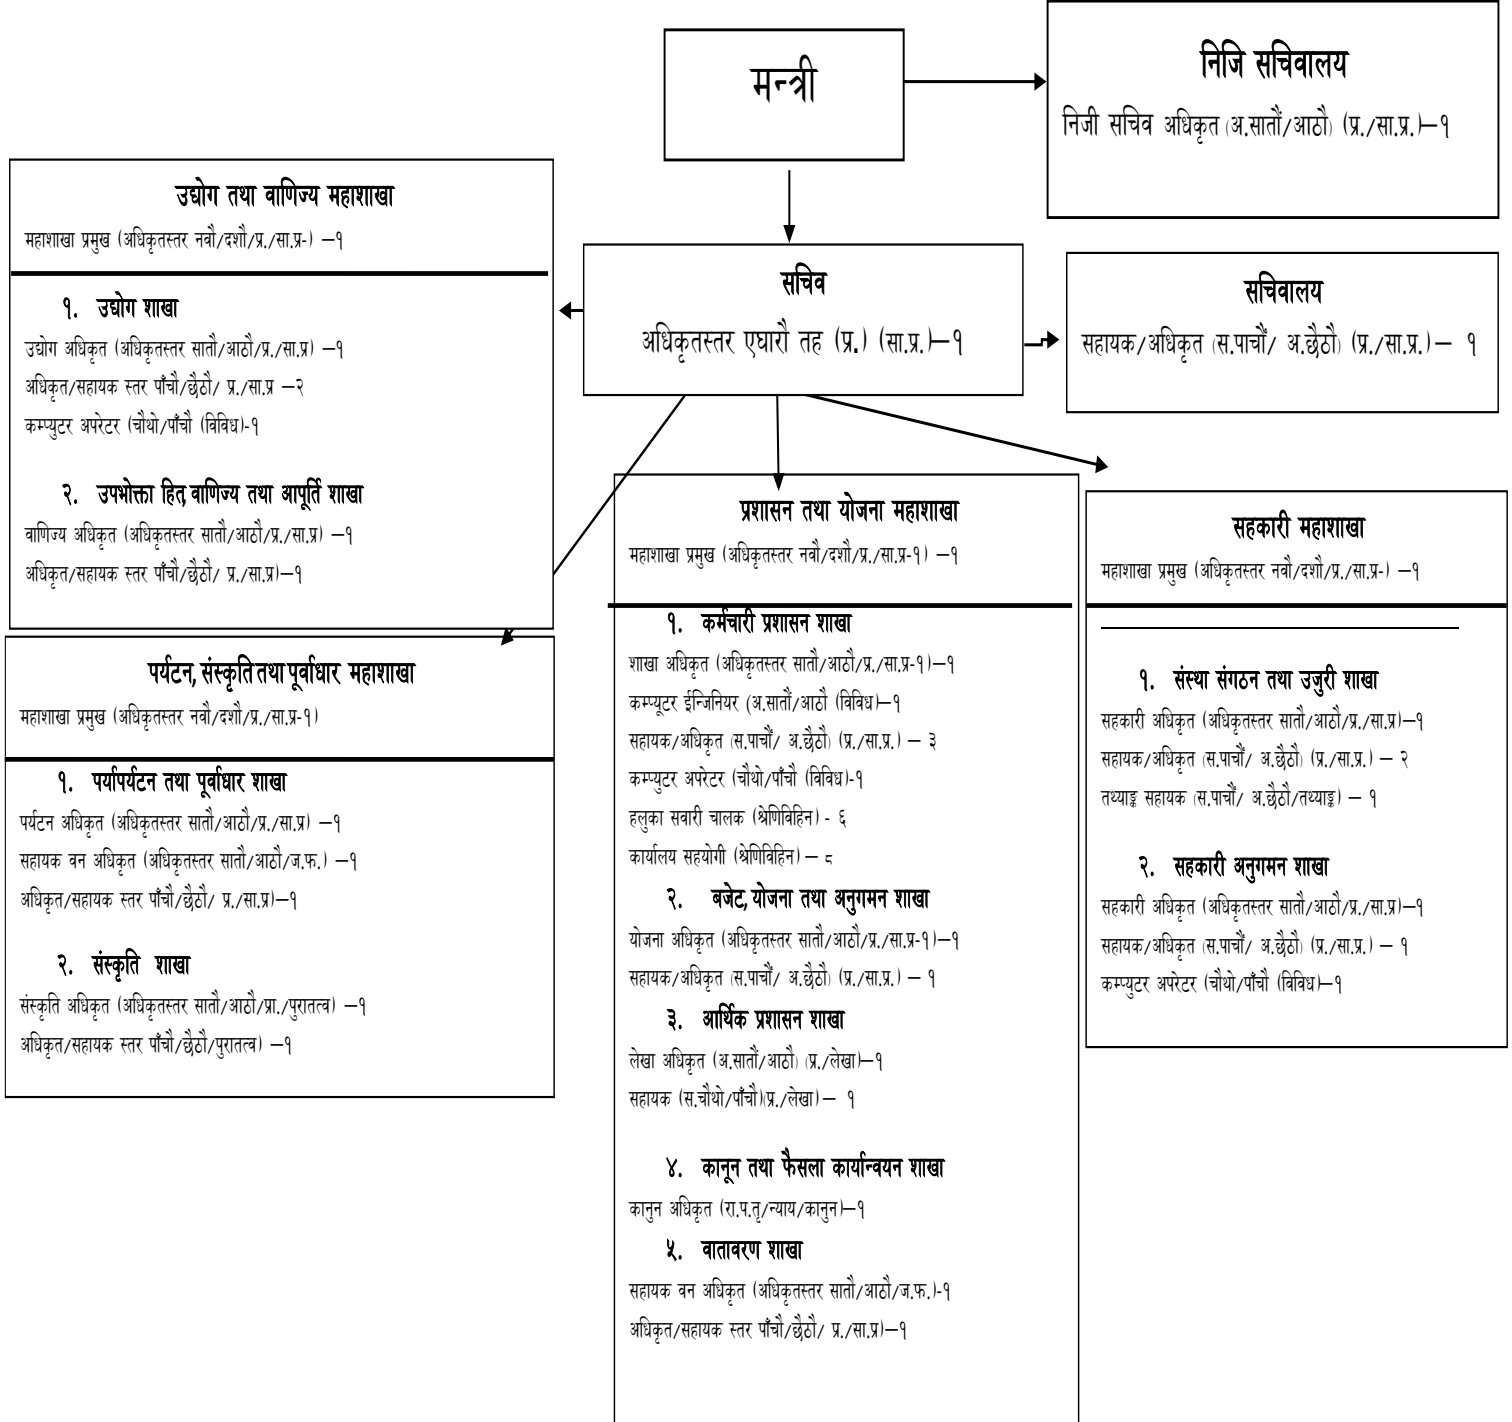 मन्त्री
निजि सचिवालय
निजी सचिव अधिकृत (अ.सातौं/आठौ) (प्र./सा.प्र.)–१
सचिव
अधिकृतस्तर एघारौ तह (प्र.) (सा.प्र.)–१
सचिवालय
सहायक/अधिकृत (स.पाचौं/ अ.छैठौ) (प्र./सा.प्र.) – १
उद्योग तथा वाणिज्य महाशाखा
महाशाखा प्रमुख (अधिकृतस्तर नवौ/दशौ/प्र./सा.प्र-) –१
१. उद्योग शाखा
उद्योग अधिकृत (अधिकृतस्तर सातौ/आठौ/प्र./सा.प्र) –१
अधिकृत/सहायक स्तर पाँचौ/छैठौ/ प्र./सा.प्र –२
कम्प्युटर अपरेटर (चौथो/पाँचौ (विविध)-१
२. उपभोक्ता हित, वाणिज्य तथा आपूर्ति शाखा
वाणिज्य अधिकृत (अधिकृतस्तर सातौ/आठौ/प्र./सा.प्र) –१
अधिकृत/सहायक स्तर पाँचौ/छैठौ/ प्र./सा.प्र)–१
पर्यटन, संस्कृति तथा पूर्वाधार महाशाखा
महाशाखा प्रमुख (अधिकृतस्तर नवौ/दशौ/प्र./सा.प्र-१)
१. पर्यापर्यटन तथा पूर्वाधार शाखा
पर्यटन अधिकृत (अधिकृतस्तर सातौ/आठौ/प्र./सा.प्र) –१
सहायक वन अधिकृत (अधिकृतस्तर सातौ/आठौ/ज.फ.) –१
अधिकृत/सहायक स्तर पाँचौ/छैठौ/ प्र./सा.प्र)–१
२. संस्कृति शाखा
संस्कृति अधिकृत (अधिकृतस्तर सातौ/आठौ/प्रा./पुरातत्व) –१
अधिकृत/सहायक स्तर पाँचौ/छैठौ/पुरातत्व) –१
प्रशासन तथा योजना महाशाखा
महाशाखा प्रमुख (अधिकृतस्तर नवौ/दशौ/प्र./सा.प्र-१) –१
१. कर्मचारी प्रशासन शाखा
शाखा अधिकृत (अधिकृतस्तर सातौ/आठौ/प्र./सा.प्र-१)–१
कम्प्यूटर ईन्जिनियर (अ.सातौं/आठौ (विविध)–१
सहायक/अधिकृत (स.पाचौं/ अ.छैठौ) (प्र./सा.प्र.) – ३
कम्प्युटर अपरेटर (चौथो/पाँचौ (विविध)-१
हलुका सवारी चालक (श्रेणिविहिन) - ६
कार्यालय सहयोगी (श्रेणिविहिन) – ८
२. बजेट, योजना तथा अनुगमन शाखा
योजना अधिकृत (अधिकृतस्तर सातौ/आठौ/प्र./सा.प्र-१)–१
सहायक/अधिकृत (स.पाचौं/ अ.छैठौ) (प्र./सा.प्र.) – १
३. आर्थिक प्रशासन शाखा
लेखा अधिकृत (अ.सातौं/आठौ) (प्र./लेखा)–१
सहायक (स.चौथो/पाँचौ)(प्र./लेखा) – १
४. कानून तथा फैसला कार्यान्वयन शाखा
कानुन अधिकृत (रा.प.तृ/न्याय/कानुन)–१
५. वातावरण शाखा
सहायक वन अधिकृत (अधिकृतस्तर सातौ/आठौ/ज.फ.)-१
अधिकृत/सहायक स्तर पाँचौ/छैठौ/ प्र./सा.प्र)–१
सहकारी महाशाखा
महाशाखा प्रमुख (अधिकृतस्तर नवौ/दशौ/प्र./सा.प्र-) –१
१. संस्था संगठन तथा उजुरी शाखा
सहकारी अधिकृत (अधिकृतस्तर सातौ/आठौ/प्र./सा.प्र)–१
सहायक/अधिकृत (स.पाचौं/ अ.छैठौ) (प्र./सा.प्र.) – २
तथ्याङ्क सहायक (स.पाचौं/ अ.छैठौ/तथ्याङ्क) – १
२. सहकारी अनुगमन शाखा
सहकारी अधिकृत (अधिकृतस्तर सातौ/आठौ/प्र./सा.प्र)–१
सहायक/अधिकृत (स.पाचौं/ अ.छैठौ) (प्र./सा.प्र.) – १
कम्प्युटर अपरेटर (चौथो/पाँचौ (विविध)–१